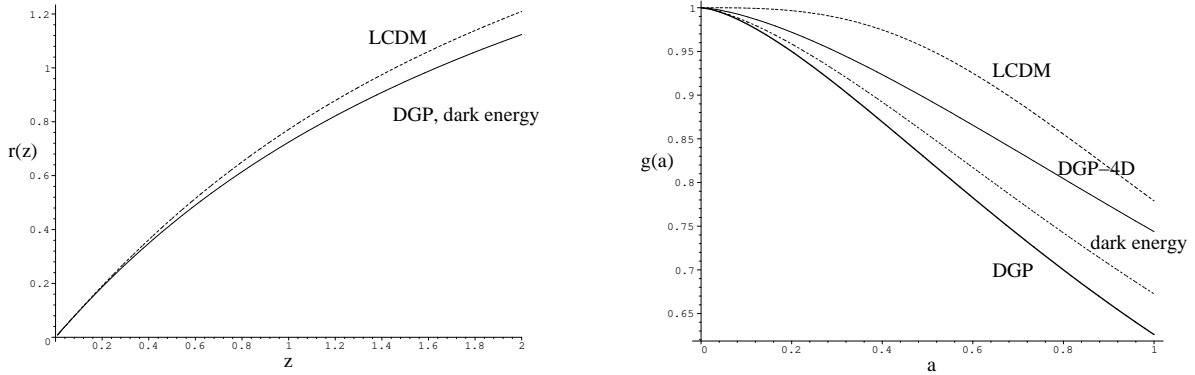 1.2
LCDM
1
0.8
DGP, dark energy
r(z)
0.6
0.4
0.2
0
0.2 0.4 0.6 0.8 1 1.2 1.4 1.6 1.8 2
z
1
0.95
LCDM
0.9
0.85
g(a)
DGP–4D
0.8
0.75
dark energy
0.7
DGP
0.65
0 0.2 0.4 0.6 0.8 1
a